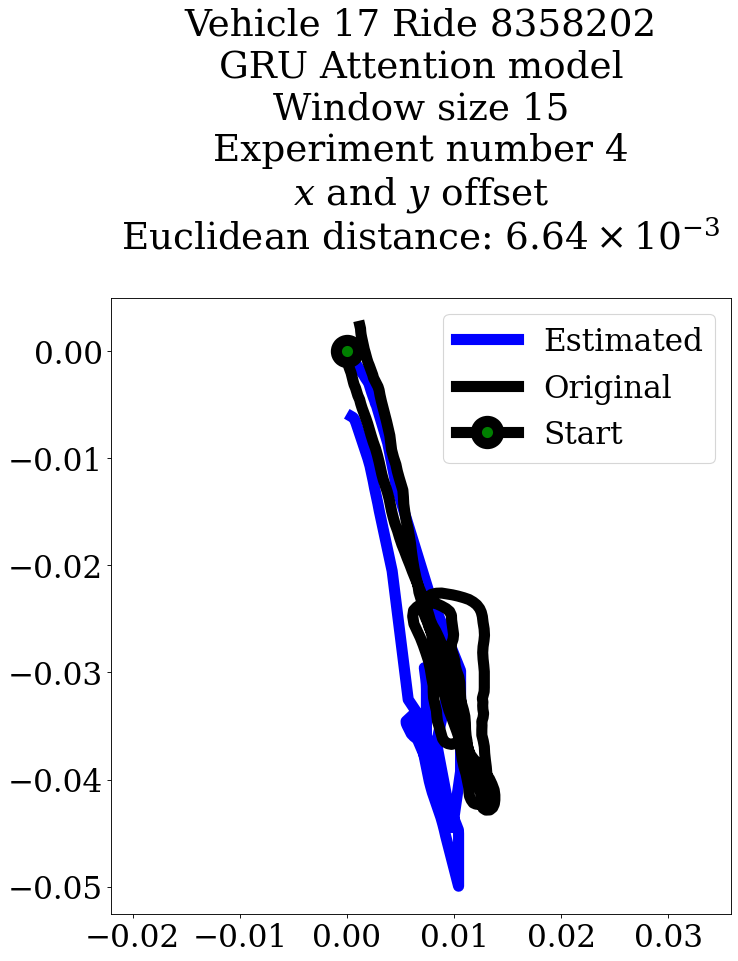 Vehicle 17 Ride 8358202
GRU Attention model
Window size 15
Experiment number 4
x and y offset
Euclidean distance: 6.64 × 10⁻³
Estimated
Original
Start
0.00
−0.01
−0.02
−0.03
−0.04
−0.05
−0.02 −0.01 0.00 0.01 0.02 0.03